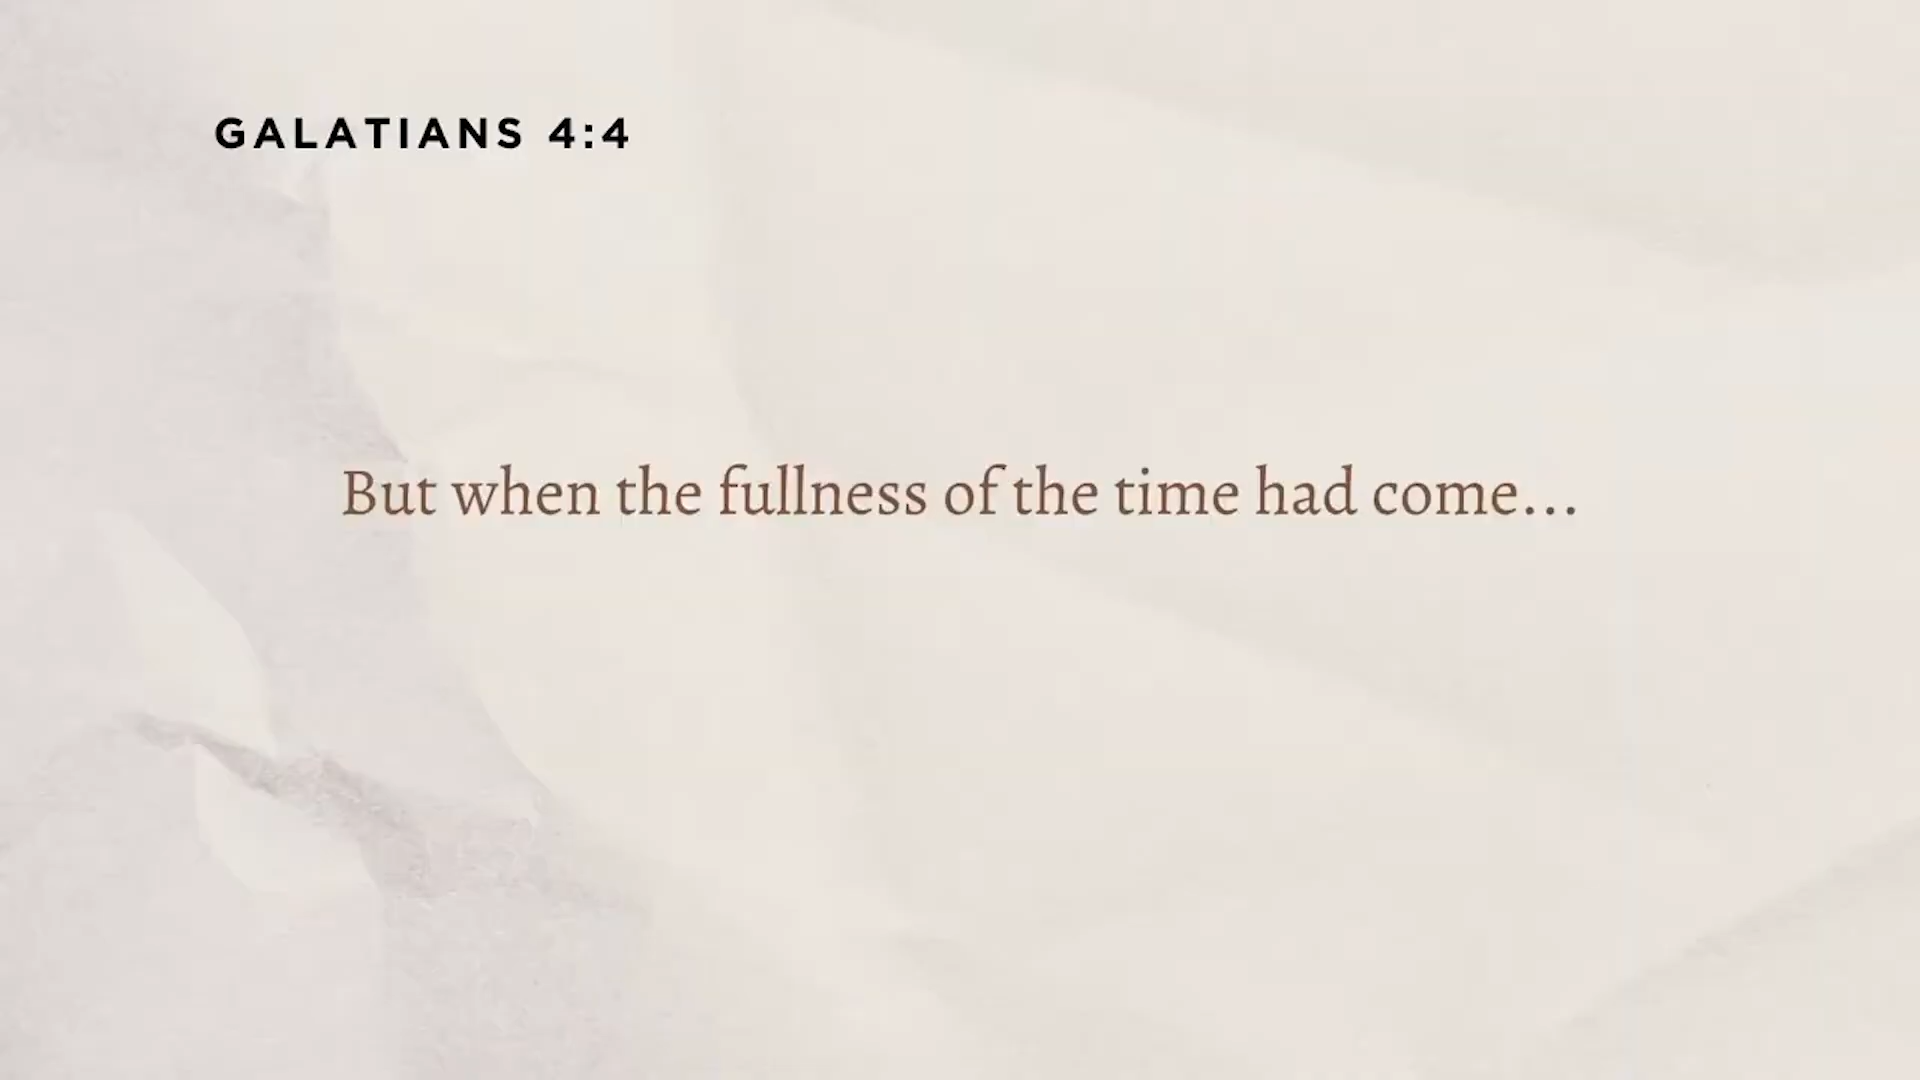 GALATIANS 4:4
But when the fullness of the time had come...